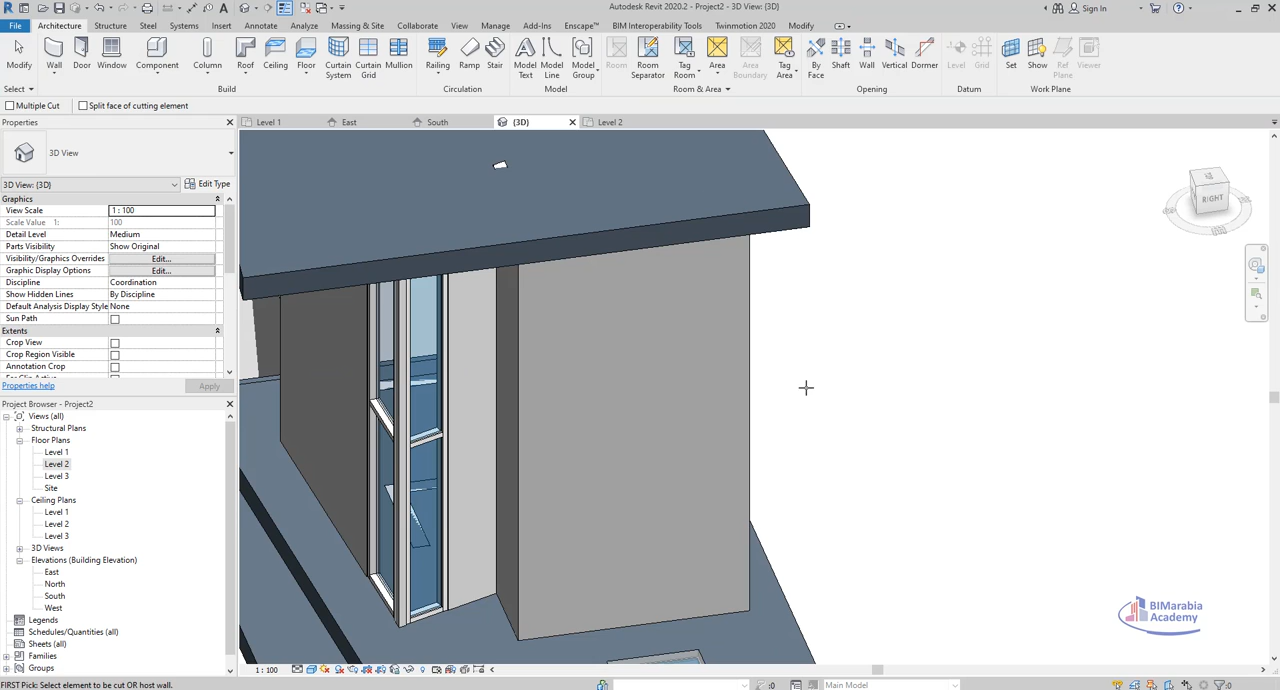 Autodesk Revit 2020.2 - Project2 - 3D View: {3D}
Sign In
File Architecture Structure Steel Systems Insert Annotate Analyze Massing & Site Collaborate View Manage Add-Ins Enscape™ BIM Interoperability Tools Twinmotion 2020 Modify
Modify Wall Door Window Component Column Roof Ceiling Floor Curtain System Curtain Grid Mullion Railing Ramp Stair Model Text Model Line Model Group Room Room Separator Tag Room Area Area Boundary Tag Area By Face Shaft Wall Vertical Dormer Level Grid Set Show Ref Plane Viewer
Select Build Circulation Model Room & Area Opening Datum Work Plane
Multiple Cut Split face of cutting element
Properties
Level 1 East South {3D} Level 2
3D View
3D View: {3D} Edit Type
Graphics
View Scale 1 : 100
Scale Value 1: 100
Detail Level Medium
Parts Visibility Show Original
Visibility/Graphics Overrides Edit...
Graphic Display Options Edit...
Discipline Coordination
Show Hidden Lines By Discipline
Default Analysis Display Style None
Sun Path
Extents
Crop View
Crop Region Visible
Annotation Crop
Properties help Apply
Project Browser - Project2
Views (all)
Structural Plans
Floor Plans
Level 1
Level 2
Level 3
Site
Ceiling Plans
Level 1
Level 2
Level 3
3D Views
Elevations (Building Elevation)
East
North
South
West
Legends
Schedules/Quantities (all)
Sheets (all)
Families
Groups
RIGHT
BIMarabia
Academy
1 : 100
FIRST Pick: Select element to be cut OR host wall.
:0 Main Model :0